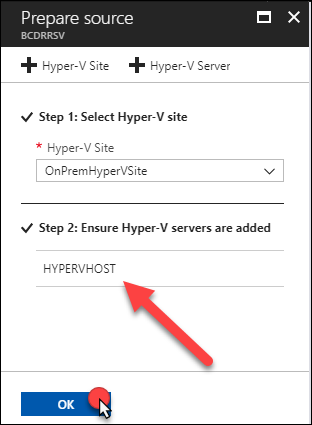 Prepare source
BCDRRSV
Hyper-V Site Hyper-V Server
Step 1: Select Hyper-V site
* Hyper-V Site
OnPremHyperVSite
Step 2: Ensure Hyper-V servers are added
HYPERVHOST
OK